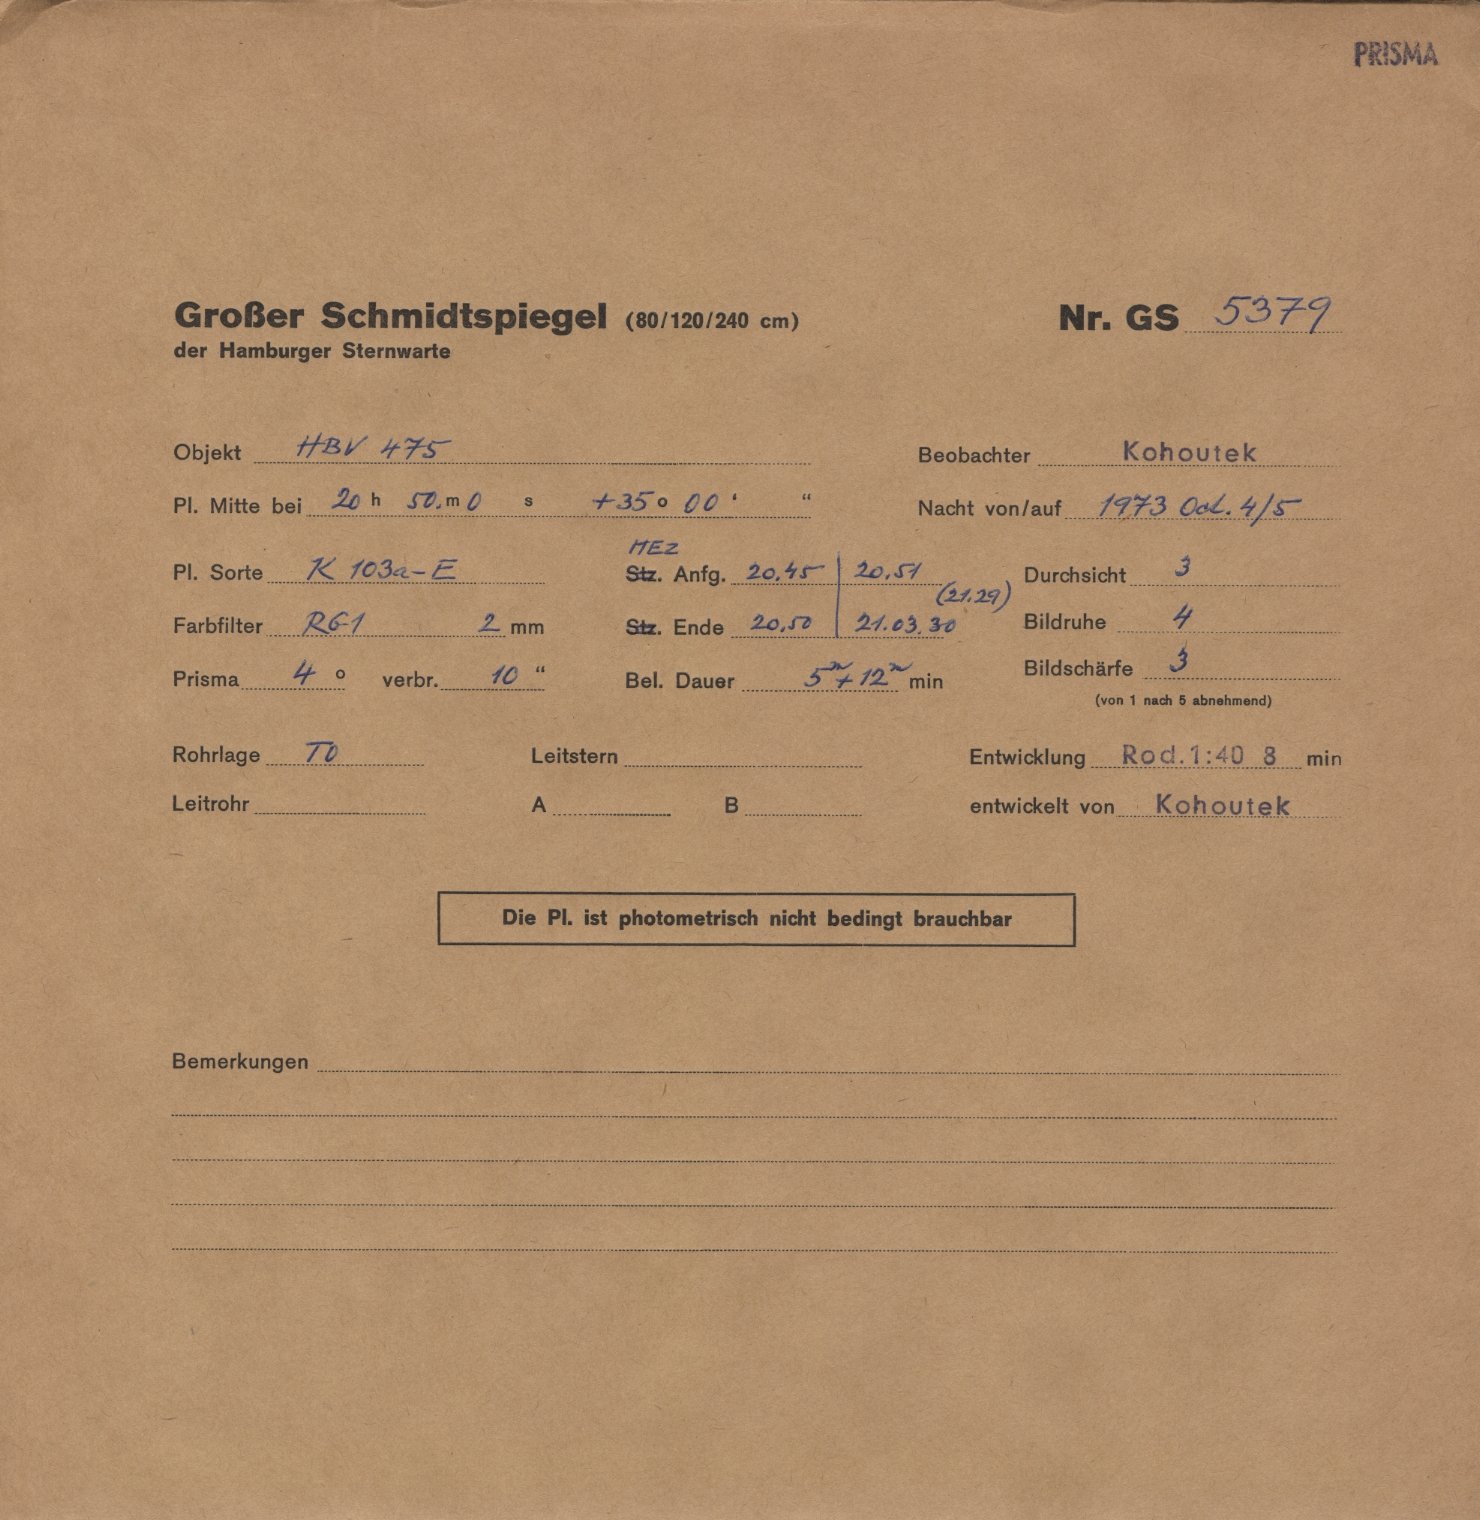 PRISMA
Großer Schmidtspiegel (80/120/240 cm) Nr. GS 5379
der Hamburger Sternwarte
Objekt HBV 475 Beobachter Kohoutek
Pl. Mitte bei 20 h 50. m 0 s +35 o 00 ‘ “ Nacht von/auf 1973 Oct. 4/5
MEZ
Pl. Sorte K 103a-E Stz. Anfg. 20.45 | 20.51 Durchsicht 3
(21.29)
Farbfilter RG1 2 mm Stz. Ende 20.50 | 21.03.30 Bildruhe 4
Prisma 4 o verbr. 10 “ Bel. Dauer 5m + 12m min Bildschärfe 3
(von 1 nach 5 abnehmend)
Rohrlage TO Leitstern Entwicklung Rod.1:40 8 min
Leitrohr A B entwickelt von Kohoutek
Die Pl. ist photometrisch nicht bedingt brauchbar
Bemerkungen